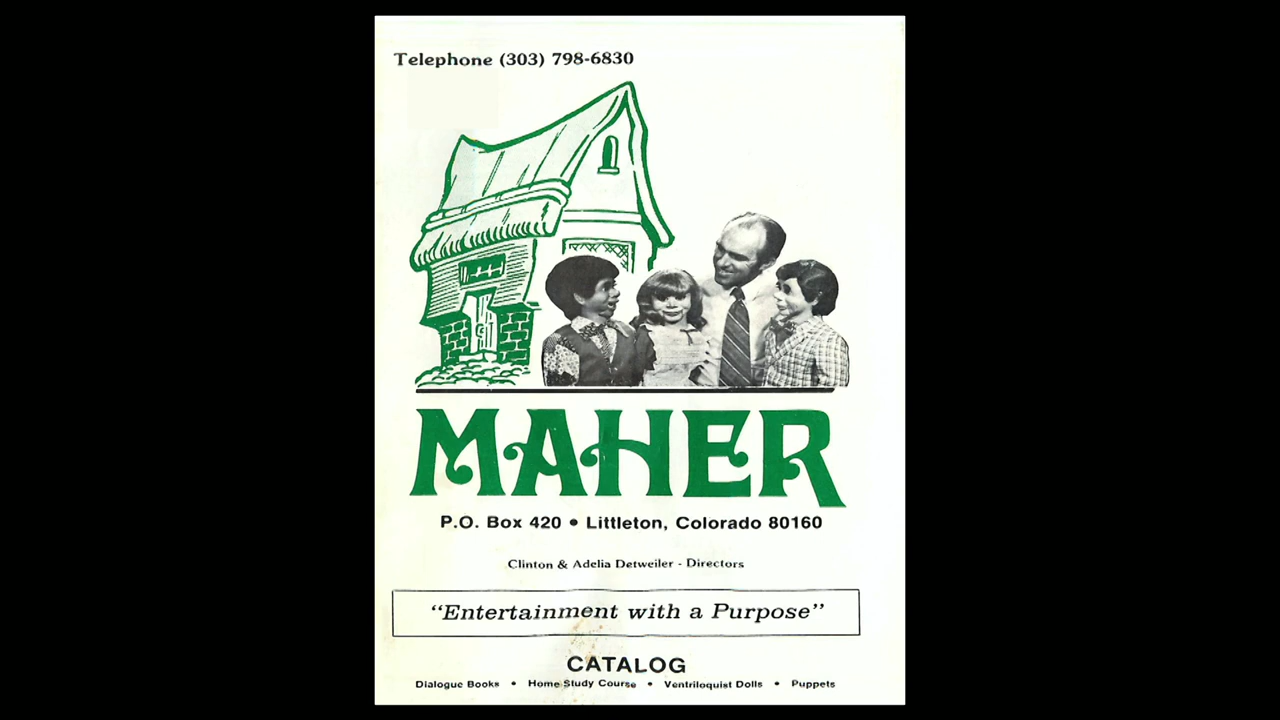 Telephone (303) 798-6830
MAHER
P.O. Box 420 • Littleton, Colorado 80160
Clinton & Adelia Detweiler - Directors
“Entertainment with a Purpose”
CATALOG
Dialogue Books • Home Study Course • Ventriloquist Dolls • Puppets